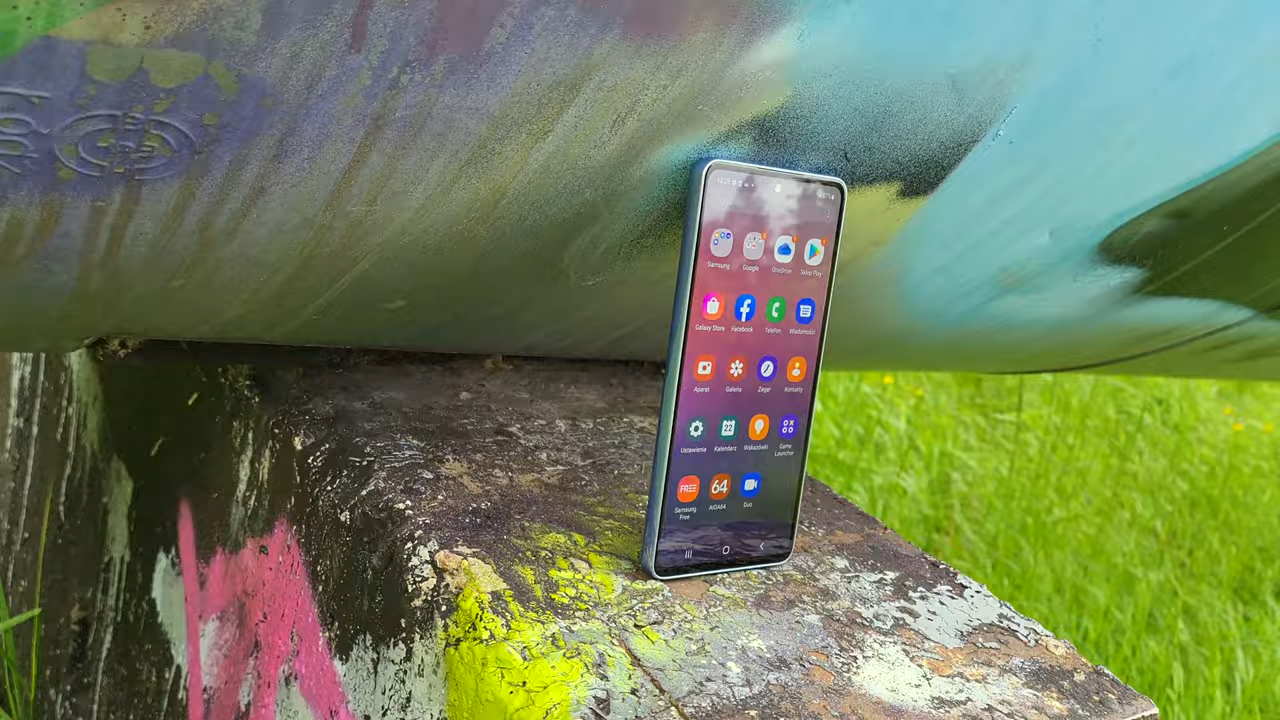 Samsung
Google
OneDrive
Sklep Play
Galaxy Store
Facebook
Telefon
Wiadomości
Aparat
Galeria
Zegar
Kontakty
22
Ustawienia
Kalendarz
Wskazówki
Game
Launcher
FREE
64
Samsung
Free
AIDA64
Duo